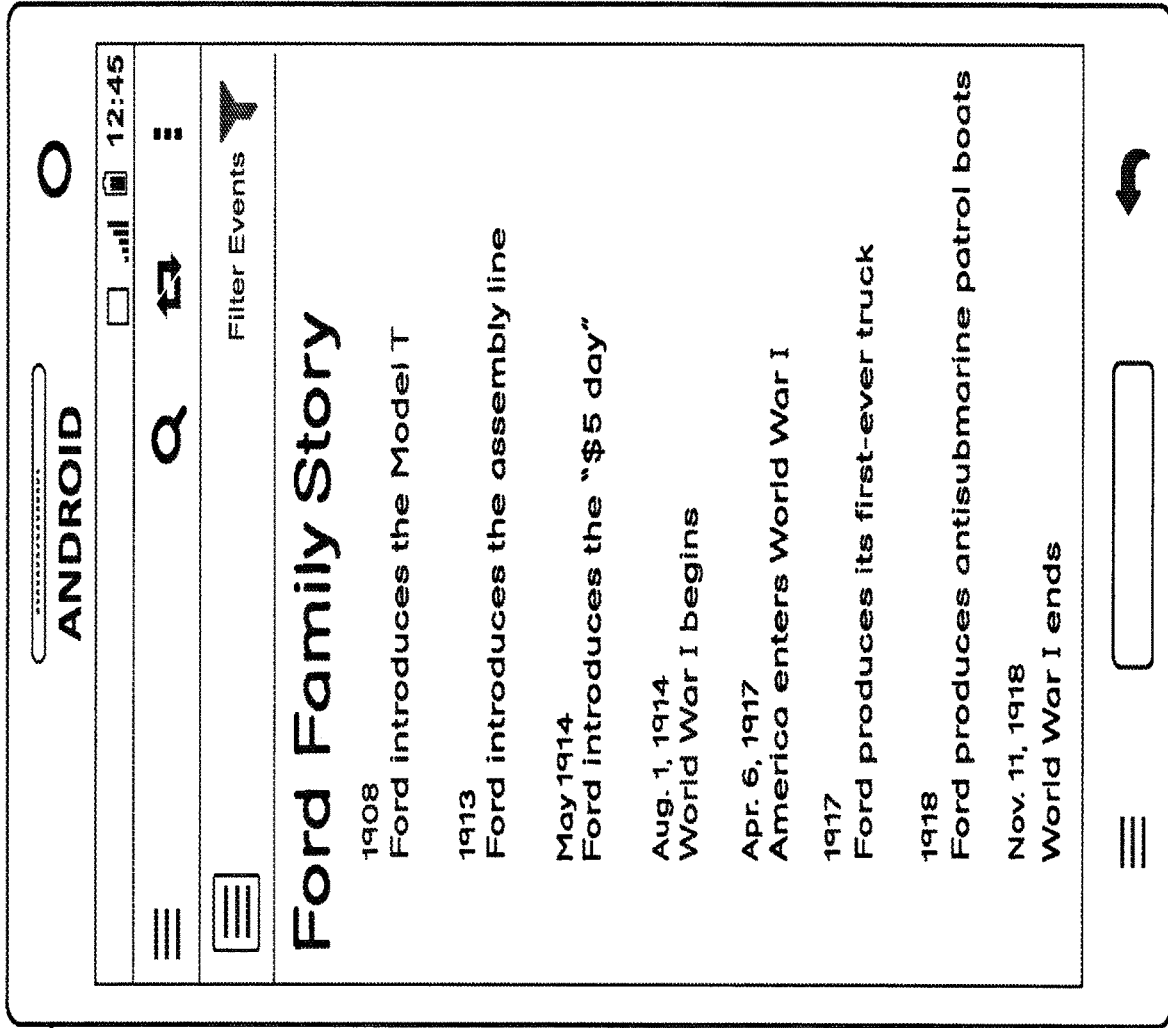 ANDROID
12:45
Filter Events
Ford Family Story
1908
Ford introduces the Model T
1913
Ford introduces the assembly line
May 1914
Ford introduces the “$5 day”
Aug. 1, 1914
World War I begins
Apr. 6, 1917
America enters World War I
1917
Ford produces its first-ever truck
1918
Ford produces antisubmarine patrol boats
Nov. 11, 1918
World War I ends